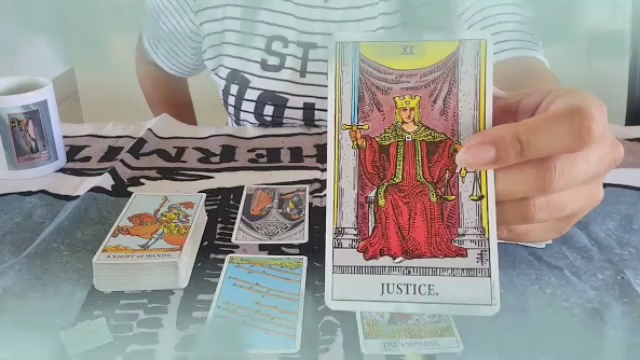 ST
XI
HERMIT
KNIGHT of WANDS.
JUSTICE.
THE EMPRESS.